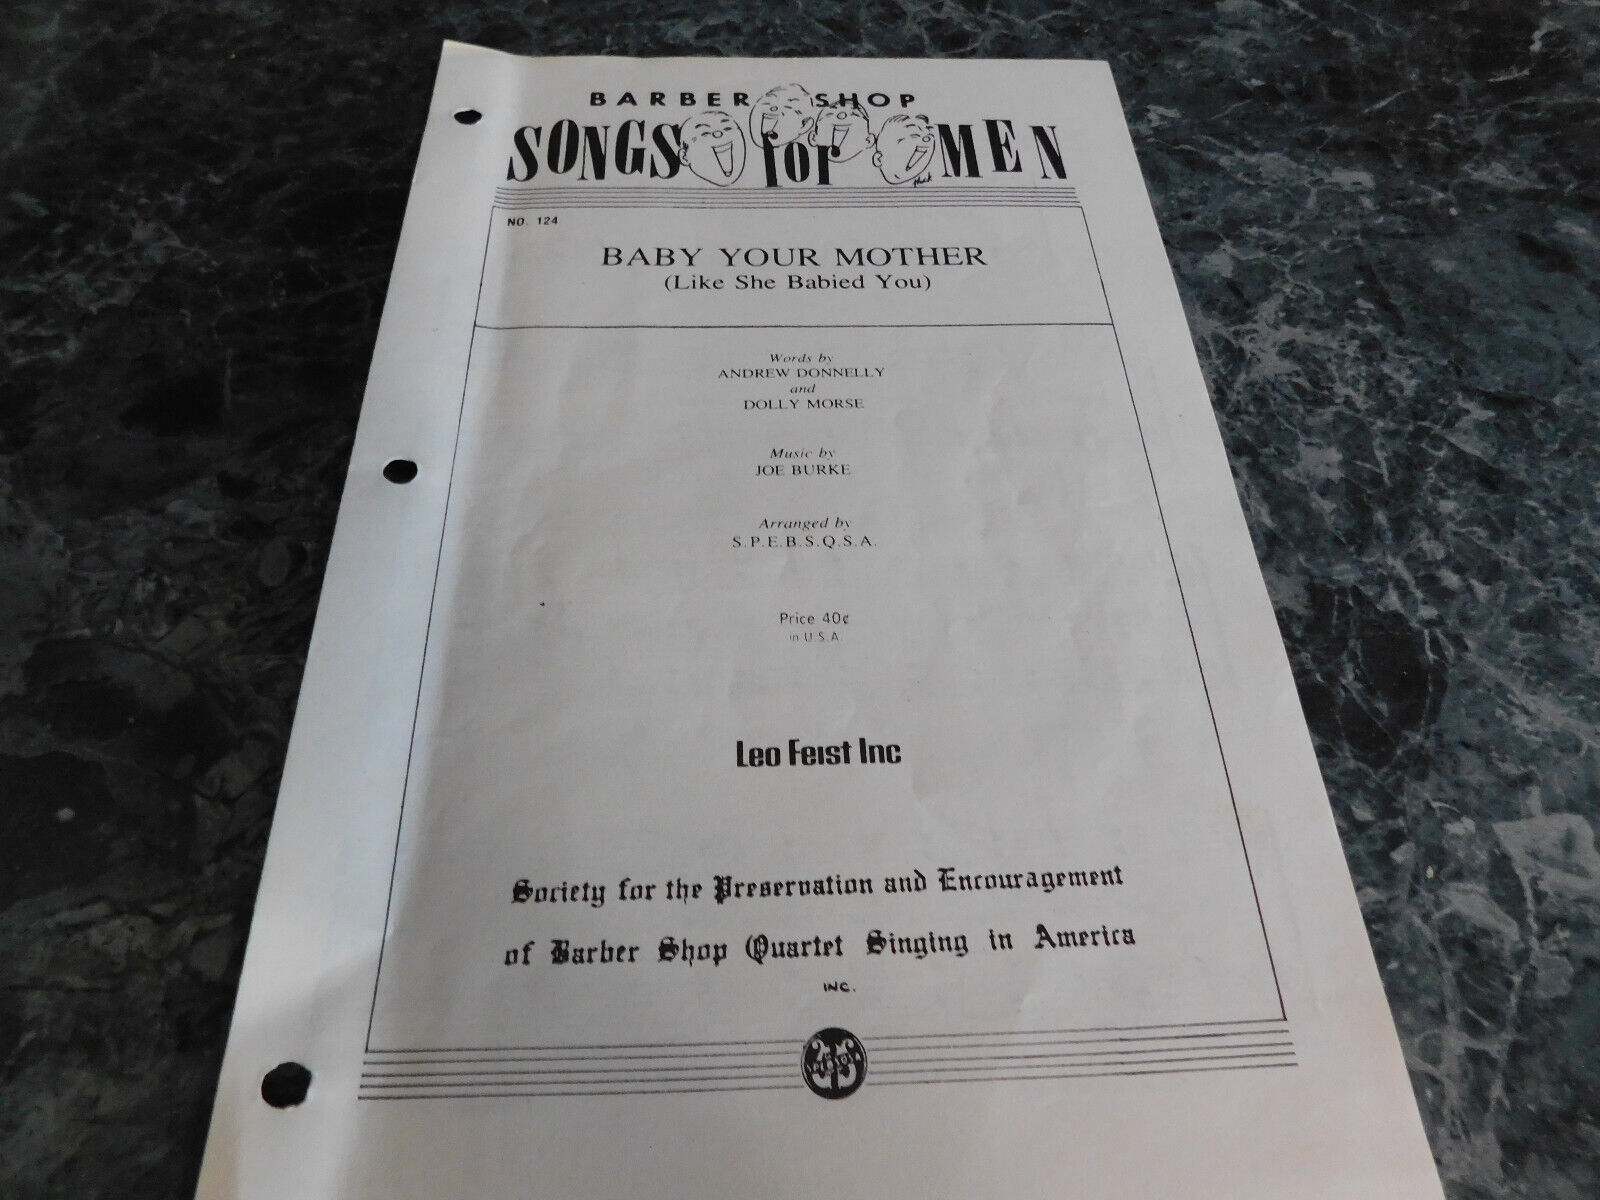 BARBER SHOP
SONGS for MEN
NO. 124
BABY YOUR MOTHER
(Like She Babied You)
Words by
ANDREW DONNELLY
and
DOLLY MORSE
Music by
JOE BURKE
Arranged by
S.P.E.B.S.Q.S.A.
Price 40¢
in U.S.A.
Leo Feist Inc
Society for the Preservation and Encouragement
of Barber Shop Quartet Singing in America
INC.